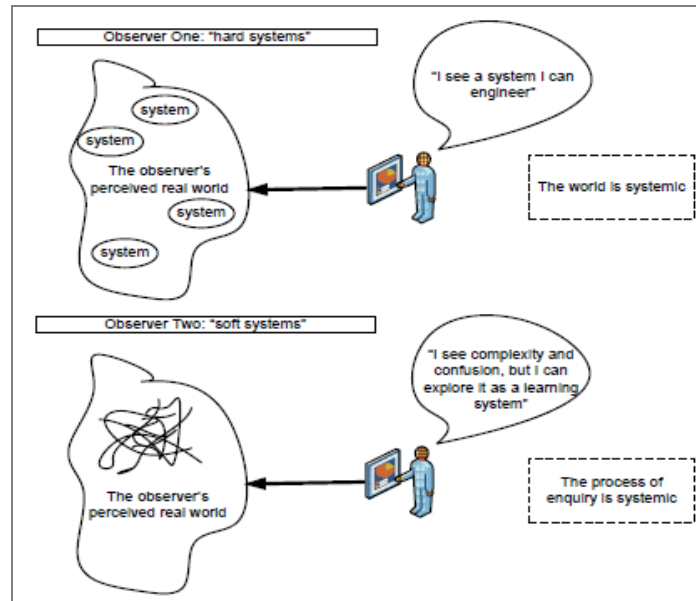 Observer One: “hard systems”
“I see a system I can
engineer”
system
system
The observer's
perceived real world
system
system
The world is systemic
Observer Two: “soft systems”
“I see complexity and
confusion, but I can
explore it as a learning
system”
The observer's
perceived real world
The process of
enquiry is systemic